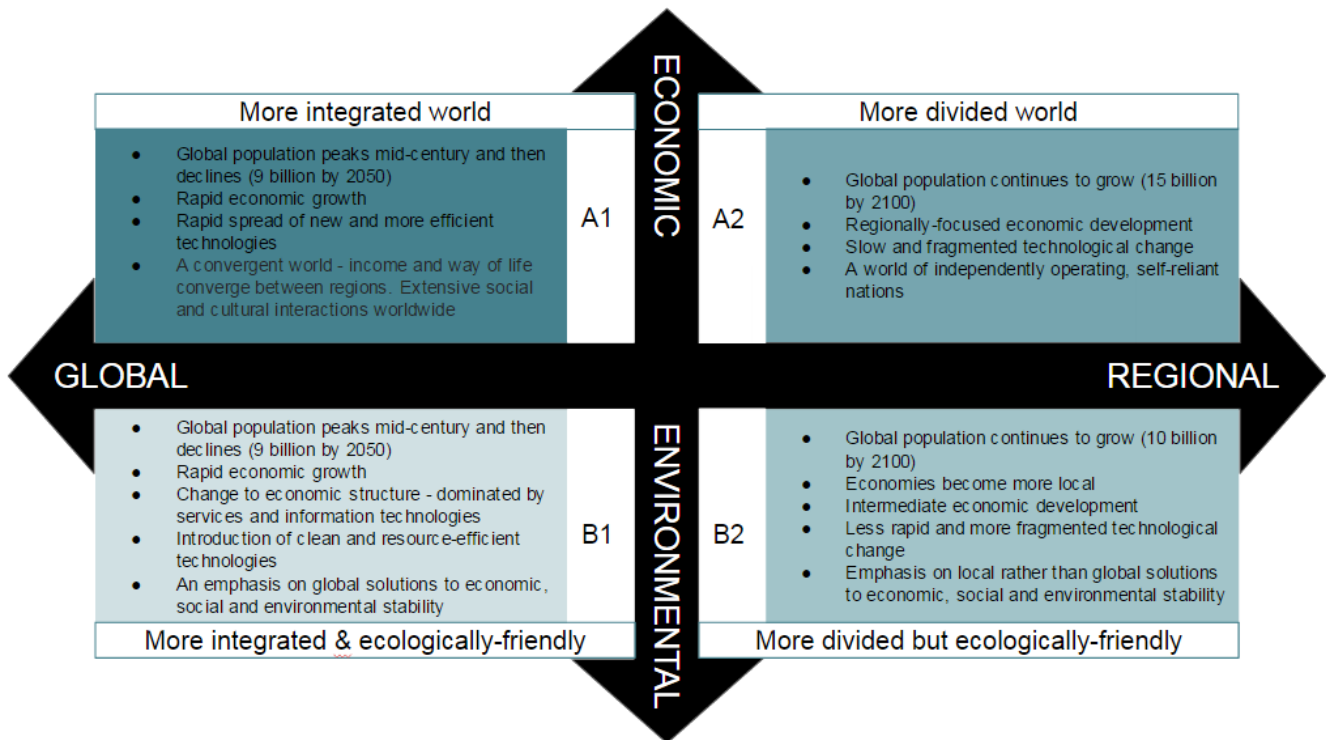 ECONOMIC
More integrated world
● Global population peaks mid-century and then
declines (9 billion by 2050)
● Rapid economic growth
● Rapid spread of new and more efficient
technologies
● A convergent world - income and way of life
converge between regions. Extensive social
and cultural interactions worldwide
A1
More divided world
A2
● Global population continues to grow (15 billion
by 2100)
● Regionally-focused economic development
● Slow and fragmented technological change
● A world of independently operating, self-reliant
nations
GLOBAL
REGIONAL
● Global population peaks mid-century and then
declines (9 billion by 2050)
● Rapid economic growth
● Change to economic structure - dominated by
services and information technologies
● Introduction of clean and resource-efficient
technologies
● An emphasis on global solutions to economic,
social and environmental stability
B1
More integrated & ecologically-friendly
ENVIRONMENTAL
B2
● Global population continues to grow (10 billion
by 2100)
● Economies become more local
● Intermediate economic development
● Less rapid and more fragmented technological
change
● Emphasis on local rather than global solutions
to economic, social and environmental stability
More divided but ecologically-friendly